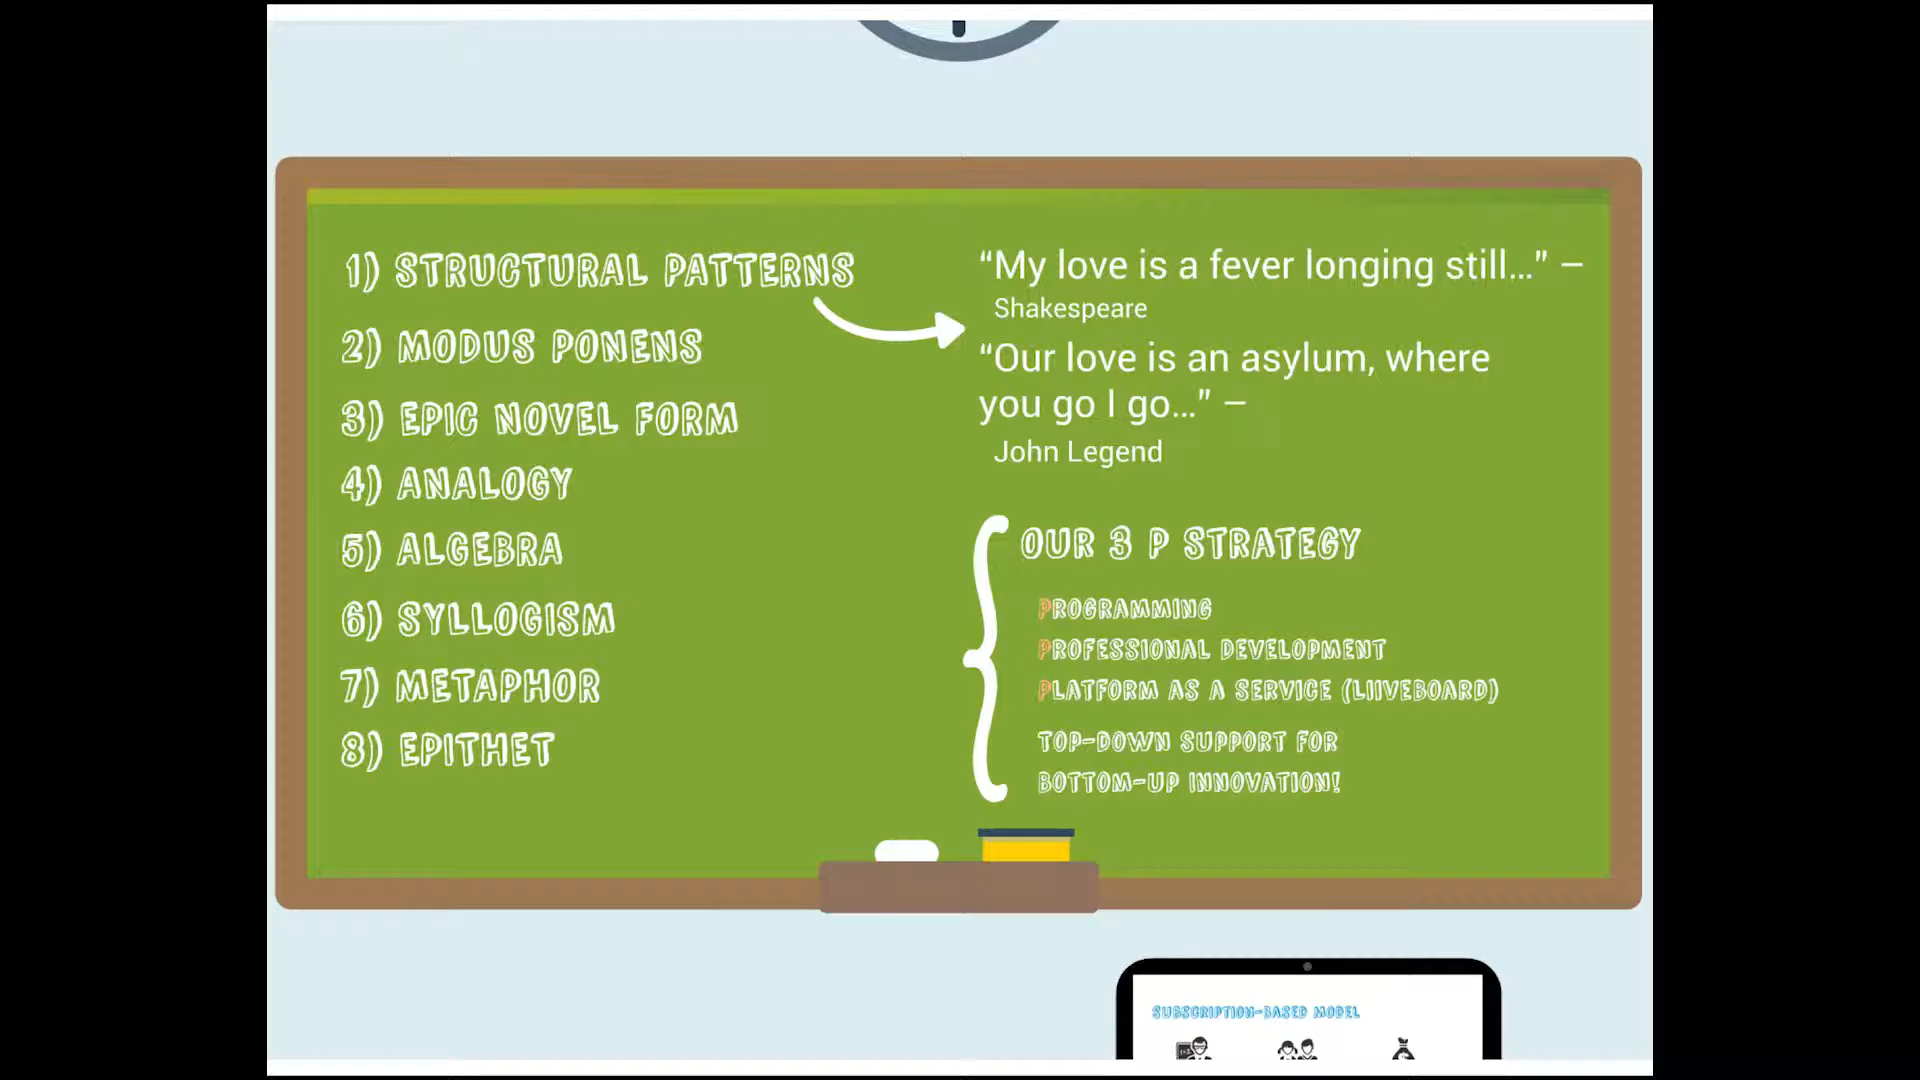 1) STRUCTURAL PATTERNS
2) MODUS PONENS
3) EPIC NOVEL FORM
4) ANALOGY
5) ALGEBRA
6) SYLLOGISM
7) METAPHOR
8) EPITHET
“My love is a fever longing still...” –
Shakespeare
“Our love is an asylum, where
you go I go...” –
John Legend
OUR 3 P STRATEGY
PROGRAMMING
PROFESSIONAL DEVELOPMENT
PLATFORM AS A SERVICE (LIIVEBOARD)
TOP-DOWN SUPPORT FOR
BOTTOM-UP INNOVATION!
SUBSCRIPTION-BASED MODEL